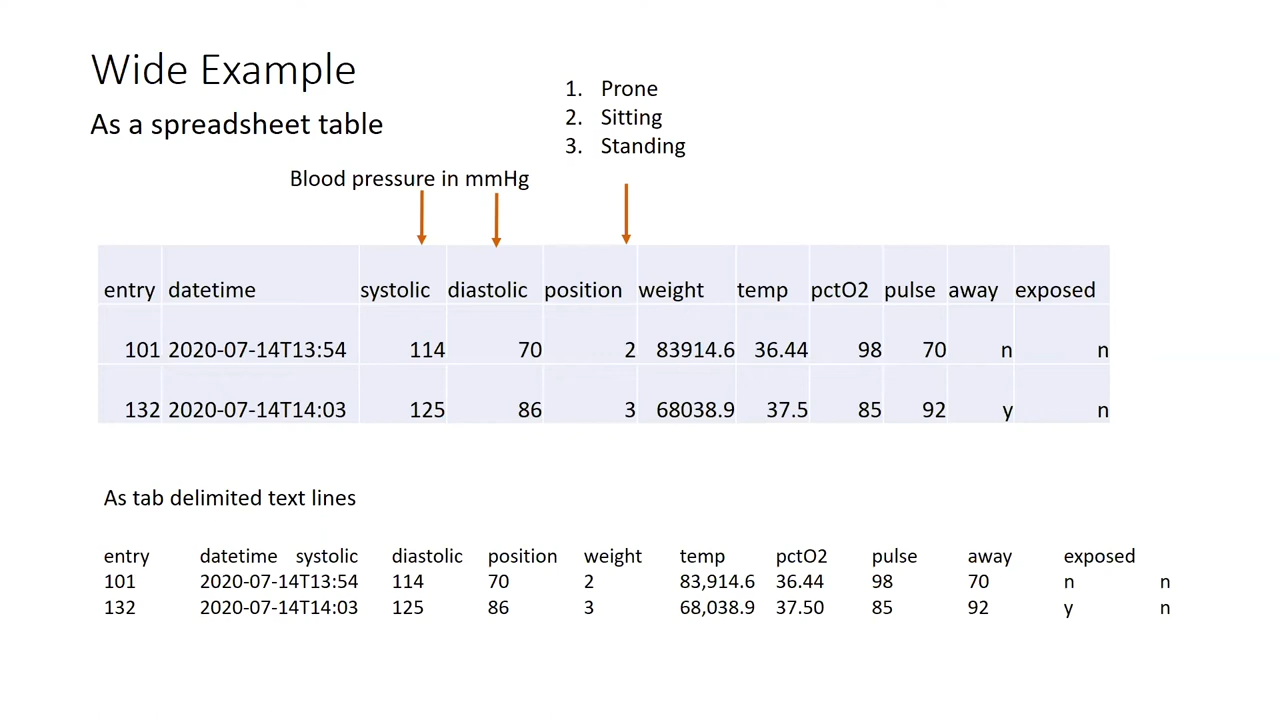 Wide Example
As a spreadsheet table
1. Prone
2. Sitting
3. Standing
Blood pressure in mmHg
entry datetime systolic diastolic position weight temp pctO2 pulse away exposed
101 2020-07-14T13:54 114 70 2 83914.6 36.44 98 70 n n
132 2020-07-14T14:03 125 86 3 68038.9 37.5 85 92 y n
As tab delimited text lines
entry datetime systolic diastolic position weight temp pctO2 pulse away exposed
101 2020-07-14T13:54 114 70 2 83,914.6 36.44 98 70 n n
132 2020-07-14T14:03 125 86 3 68,038.9 37.50 85 92 y n